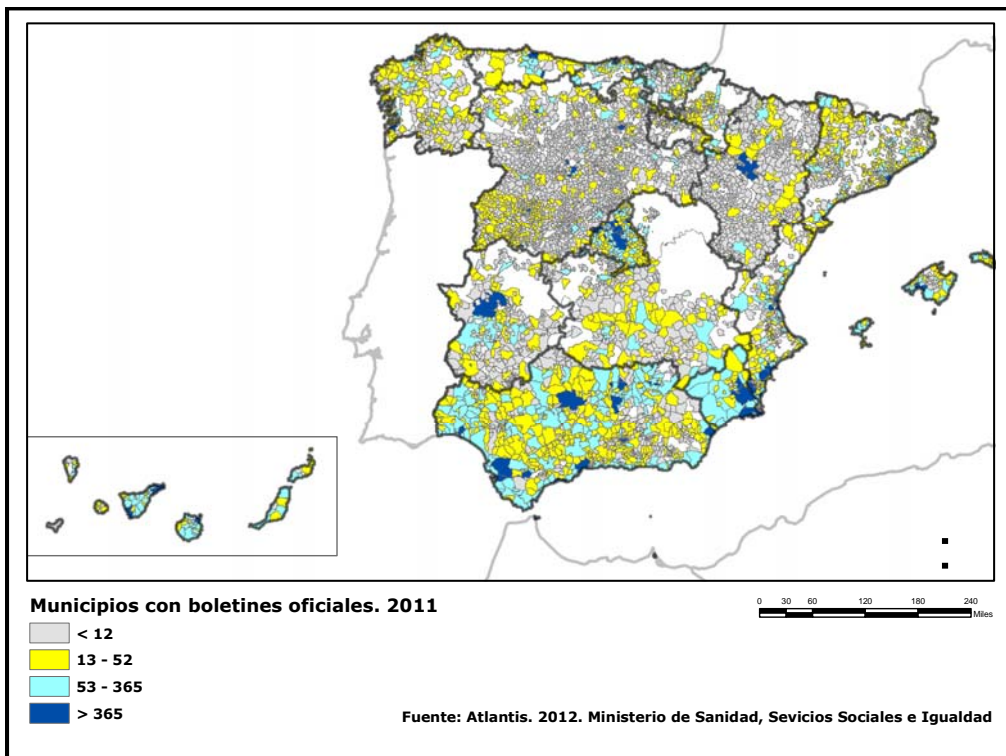 Municipios con boletines oficiales. 2011
< 12
13 - 52
53 - 365
> 365
0 30 60 120 180 240
Miles
Fuente: Atlantis. 2012. Ministerio de Sanidad, Sevicios Sociales e Igualdad